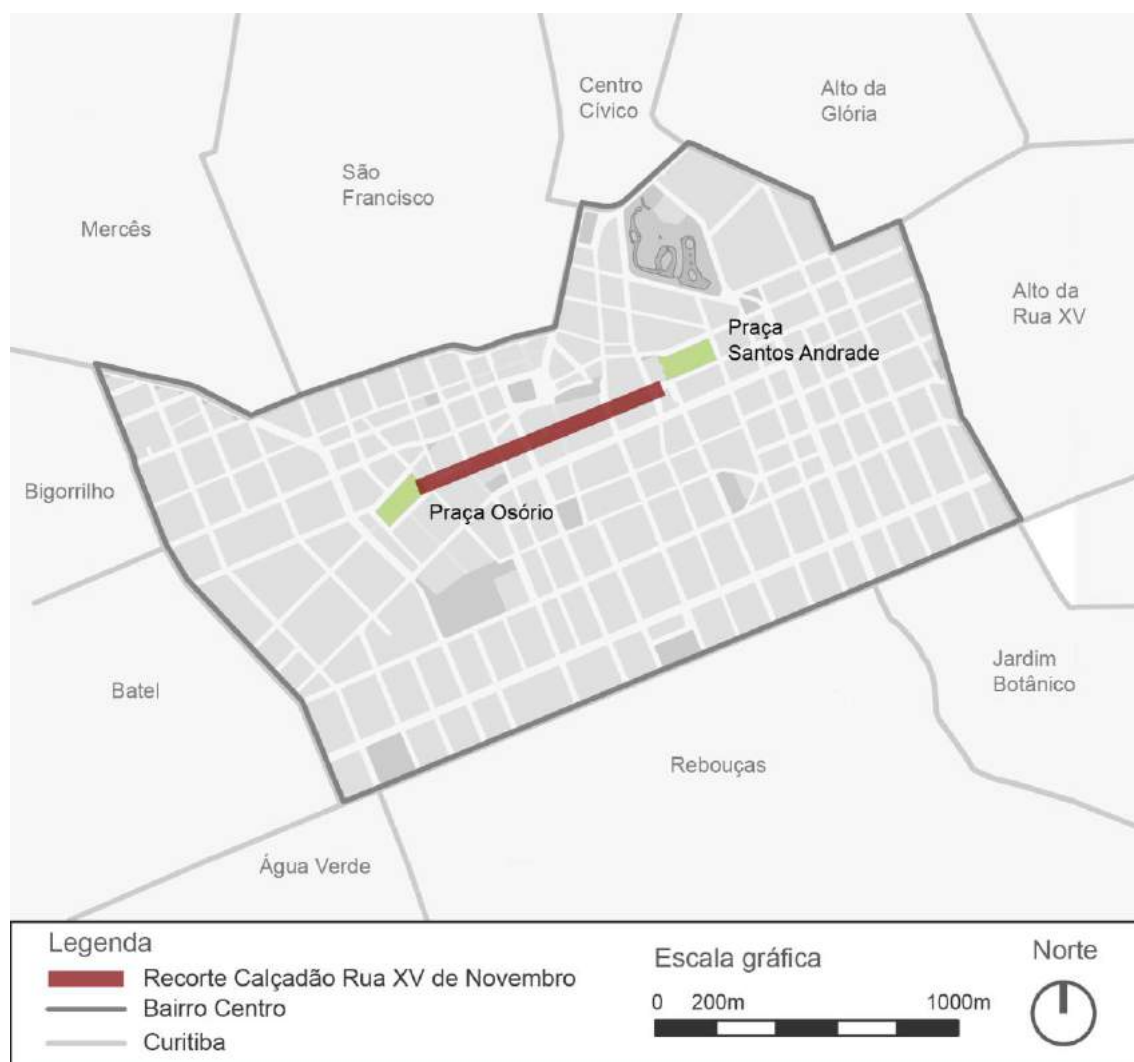 Centro
Cívico
Alto da
Glória
São
Francisco
Mercês
Alto da
Rua XV
Praça
Santos Andrade
Bigorrilho
Praça Osório
Batel
Jardim
Botânico
Rebouças
Água Verde
Legenda
Recorte Calçadão Rua XV de Novembro
Bairro Centro
Curitiba
Escala gráfica
0 200m 1000m
Norte